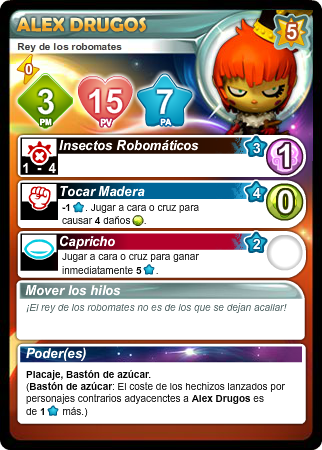 ALEX DRUGOS
5
Rey de los robomates
0
3
PM
15
PV
7
PA
Insectos Robomáticos
3
1
1 - 4
Tocar Madera
4
0
-1 . Jugar a cara o cruz para
causar 4 daños .
Capricho
2
Jugar a cara o cruz para ganar
inmediatamente 5 .
Mover los hilos
¡El rey de los robomates no es de los que se dejan acallar!
Poder(es)
Placaje, Bastón de azúcar.
(Bastón de azúcar: El coste de los hechizos lanzados por
personajes contrarios adyacenctes a Alex Drugos es
de 1 más.)